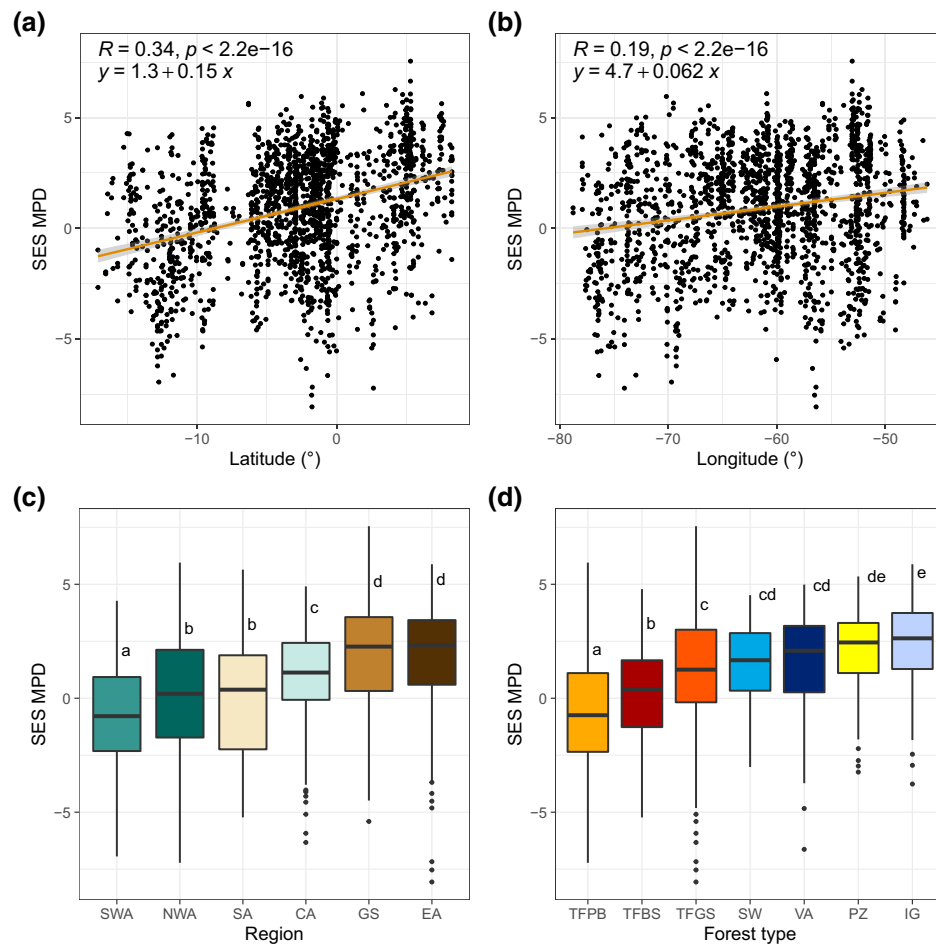 (a)
R = 0.34, p < 2.2e−16
y = 1.3 + 0.15 x
SES MPD
5
0
−5
−10
0
Latitude (°)
(b)
R = 0.19, p < 2.2e−16
y = 4.7 + 0.062 x
SES MPD
5
0
−5
−80
−70
−60
−50
Longitude (°)
(c)
SES MPD
5
0
−5
a
b
b
c
d
d
SWA
NWA
SA
CA
GS
EA
Region
(d)
SES MPD
5
0
−5
a
b
c
cd
cd
de
e
TFPB
TFBS
TFGS
SW
VA
PZ
IG
Forest type